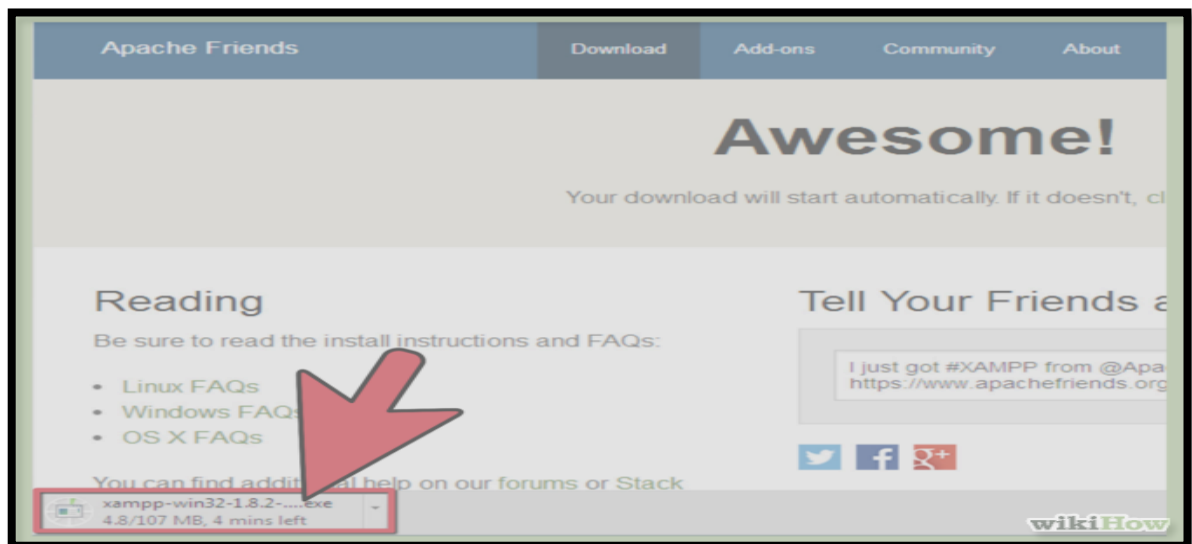 Apache Friends
Download
Add-ons
Community
About
Awesome!
Your download will start automatically. If it doesn't, cl
Reading
Be sure to read the install instructions and FAQs:
• Linux FAQs
• Windows FAQs
• OS X FAQs
You can find additional help on our forums or Stack
Tell Your Friends a
I just got #XAMPP from @Apa
https://www.apachefriends.org
f
g+
xampp-win32-1.8.2-....exe
4.8/107 MB, 4 mins left
wikiHow